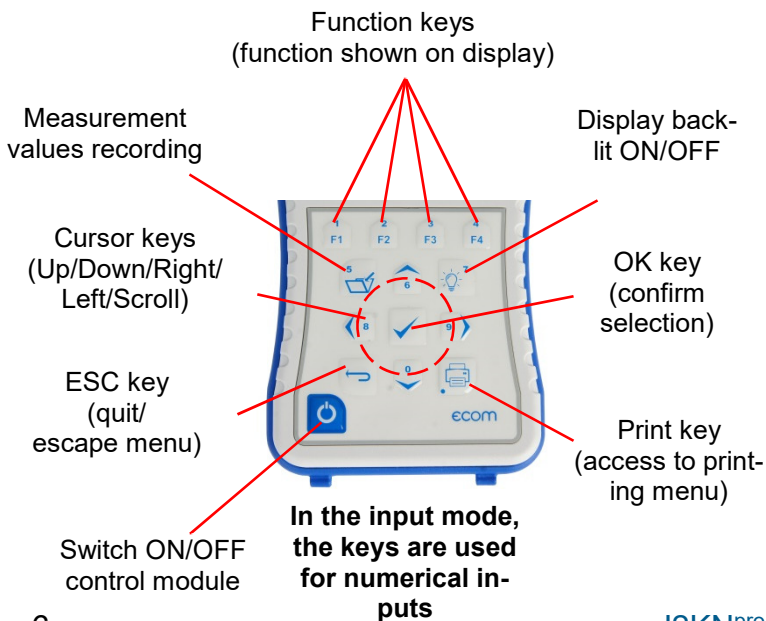 Function keys
(function shown on display)
Measurement
values recording
Display back-
lit ON/OFF
1
2
3
4
F1
F2
F3
F4
Cursor keys
(Up/Down/Right/
Left/Scroll)
5
6
7
OK key
(confirm
selection)
8
9
ESC key
(quit/
escape menu)
0
ecom
Print key
(access to print-
ing menu)
In the input mode,
the keys are used
for numerical in-
puts
Switch ON/OFF
control module